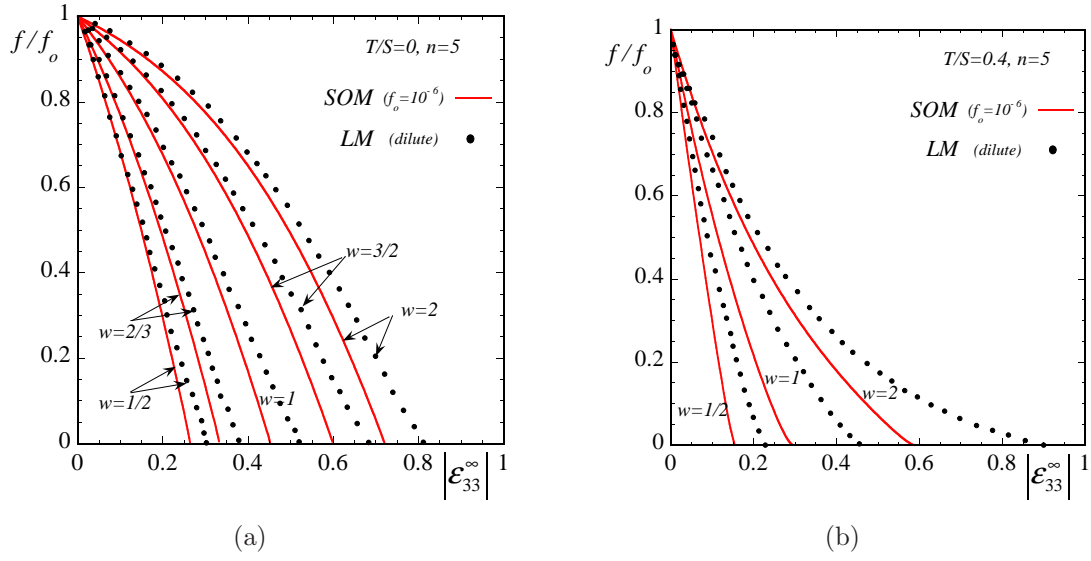 1
0.8
0.6
0.4
0.2
0
f/f_o
T/S=0, n=5
SOM (f_o=10^-6)
LM (dilute)
w=3/2
w=2
w=2/3
w=1/2
w=1
0 0.2 0.4 0.6 0.8 1
|ε_33^∞|
(a)
1
0.8
0.6
0.4
0.2
0
f/f_o
T/S=0.4, n=5
SOM (f_o=10^-6)
LM (dilute)
w=1/2
w=1
w=2
0 0.2 0.4 0.6 0.8 1
|ε_33^∞|
(b)